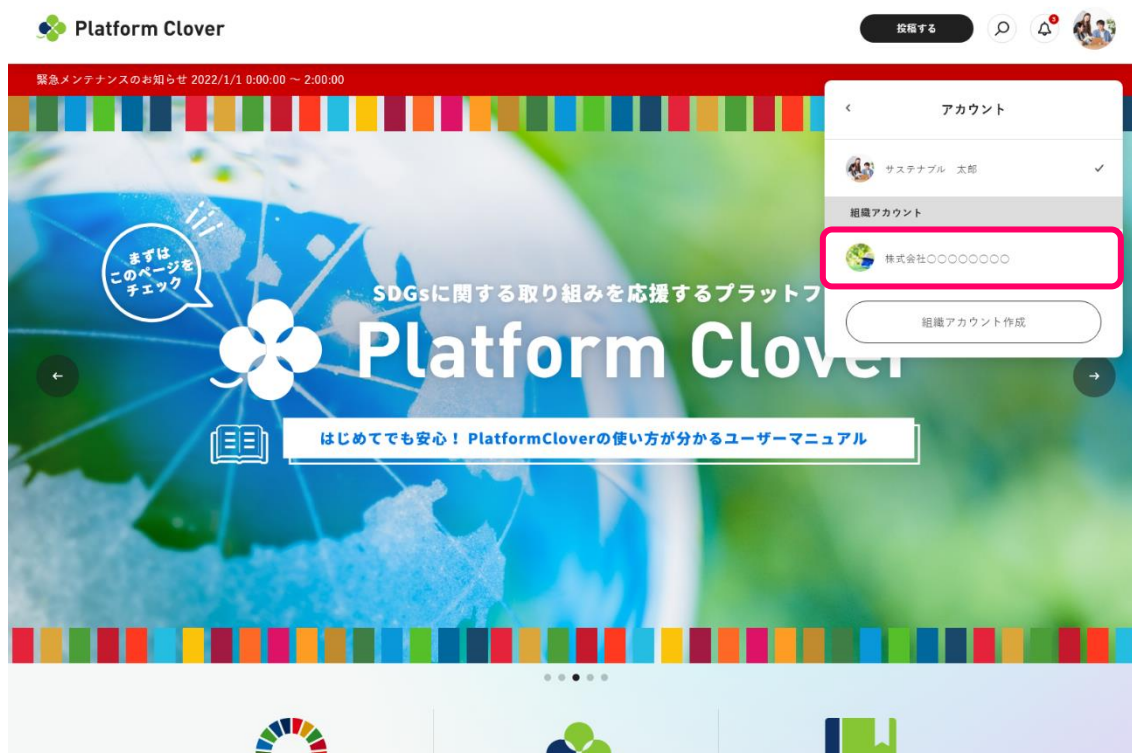 Platform Clover
投稿する
3
緊急メンテナンスのお知らせ 2022/1/1 0:00:00 ～ 2:00:00
アカウント
サステナブル 太郎
組織アカウント
株式会社○○○○○○○○
組織アカウント作成
まずは
このページを
チェック
SDGsに関する取り組みを応援するプラットフ
Platform Clover
はじめてでも安心! PlatformCloverの使い方が分かるユーザーマニュアル